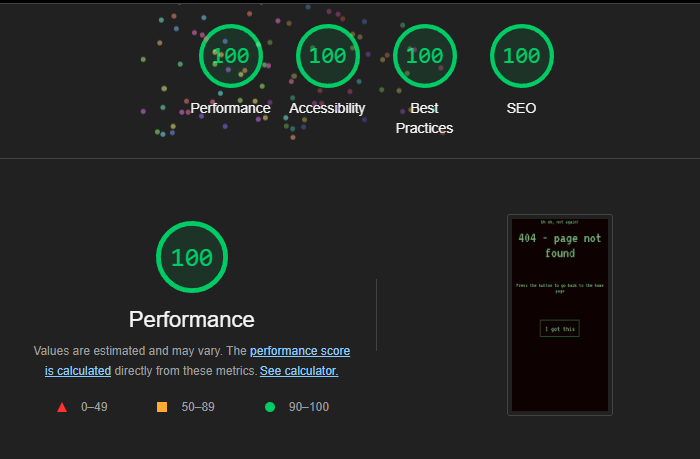 100 100 100 100
Performance Accessibility Best Practices SEO
100
Performance
Values are estimated and may vary. The performance score
is calculated directly from these metrics. See calculator.
0–49 50–89 90–100
Oh oh, not again!
404 - page not
found
Press the button to go back to the home
page
I got this